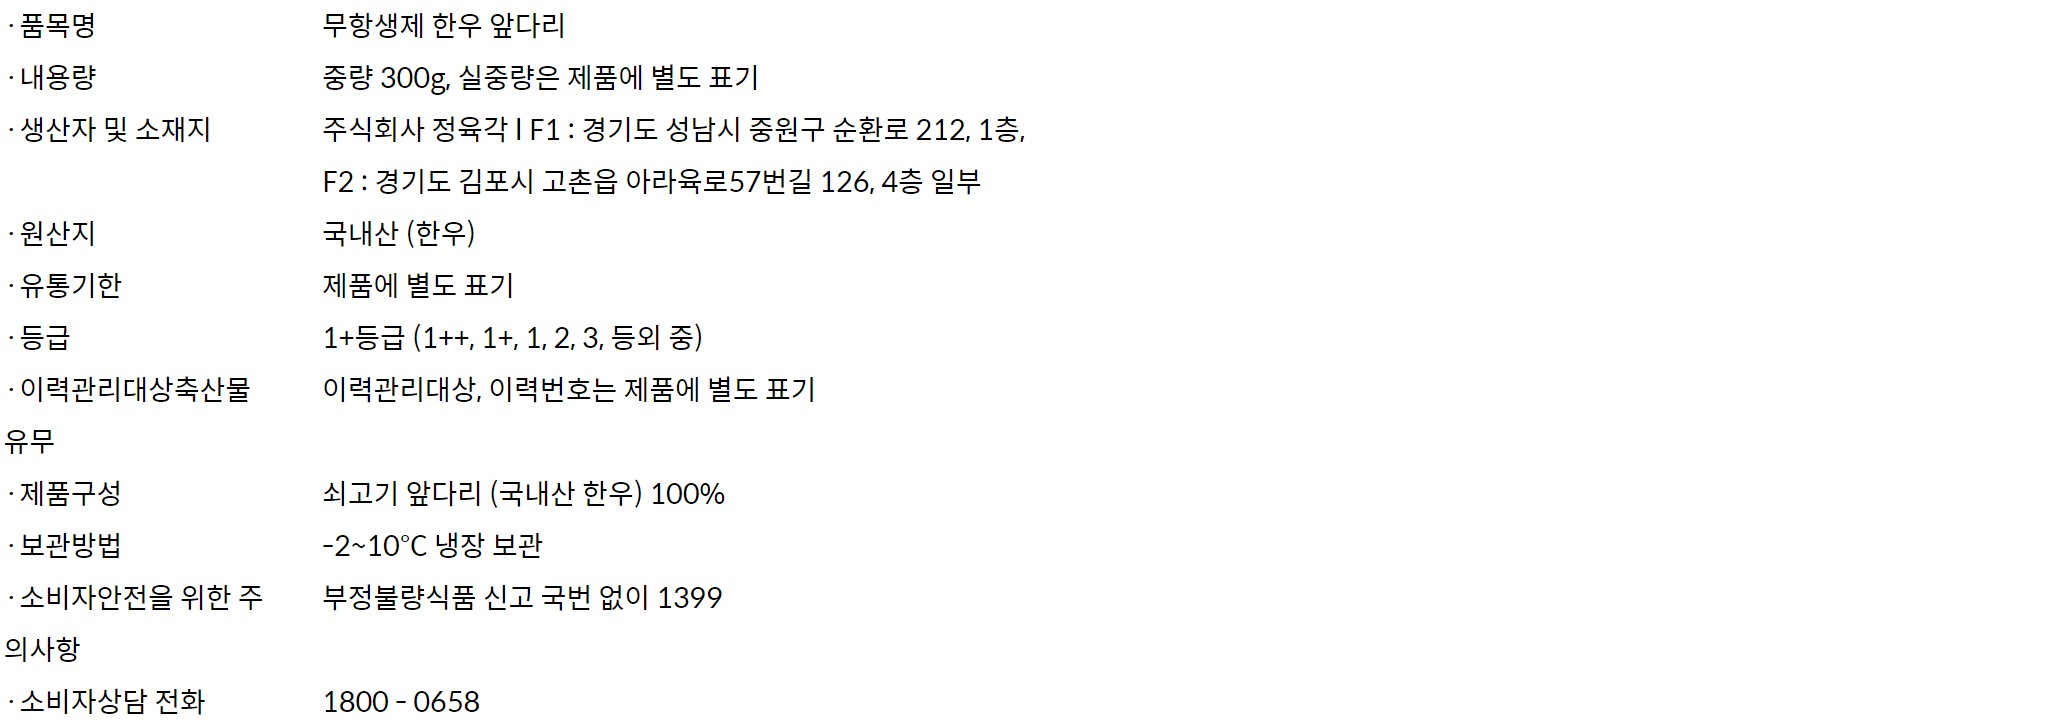 · 품목명 무항생제 한우 앞다리
· 내용량 중량 300g, 실중량은 제품에 별도 표기
· 생산자 및 소재지 주식회사 정육각 l F1 : 경기도 성남시 중원구 순환로 212, 1층,
F2 : 경기도 김포시 고촌읍 아라육로57번길 126, 4층 일부
· 원산지 국내산 (한우)
· 유통기한 제품에 별도 표기
· 등급 1+등급 (1++, 1+, 1, 2, 3, 등외 중)
· 이력관리대상축산물 이력관리대상, 이력번호는 제품에 별도 표기
유무
· 제품구성 쇠고기 앞다리 (국내산 한우) 100%
· 보관방법 -2~10°C 냉장 보관
· 소비자안전을 위한 주 부정불량식품 신고 국번 없이 1399
의사항
· 소비자상담 전화 1800 - 0658